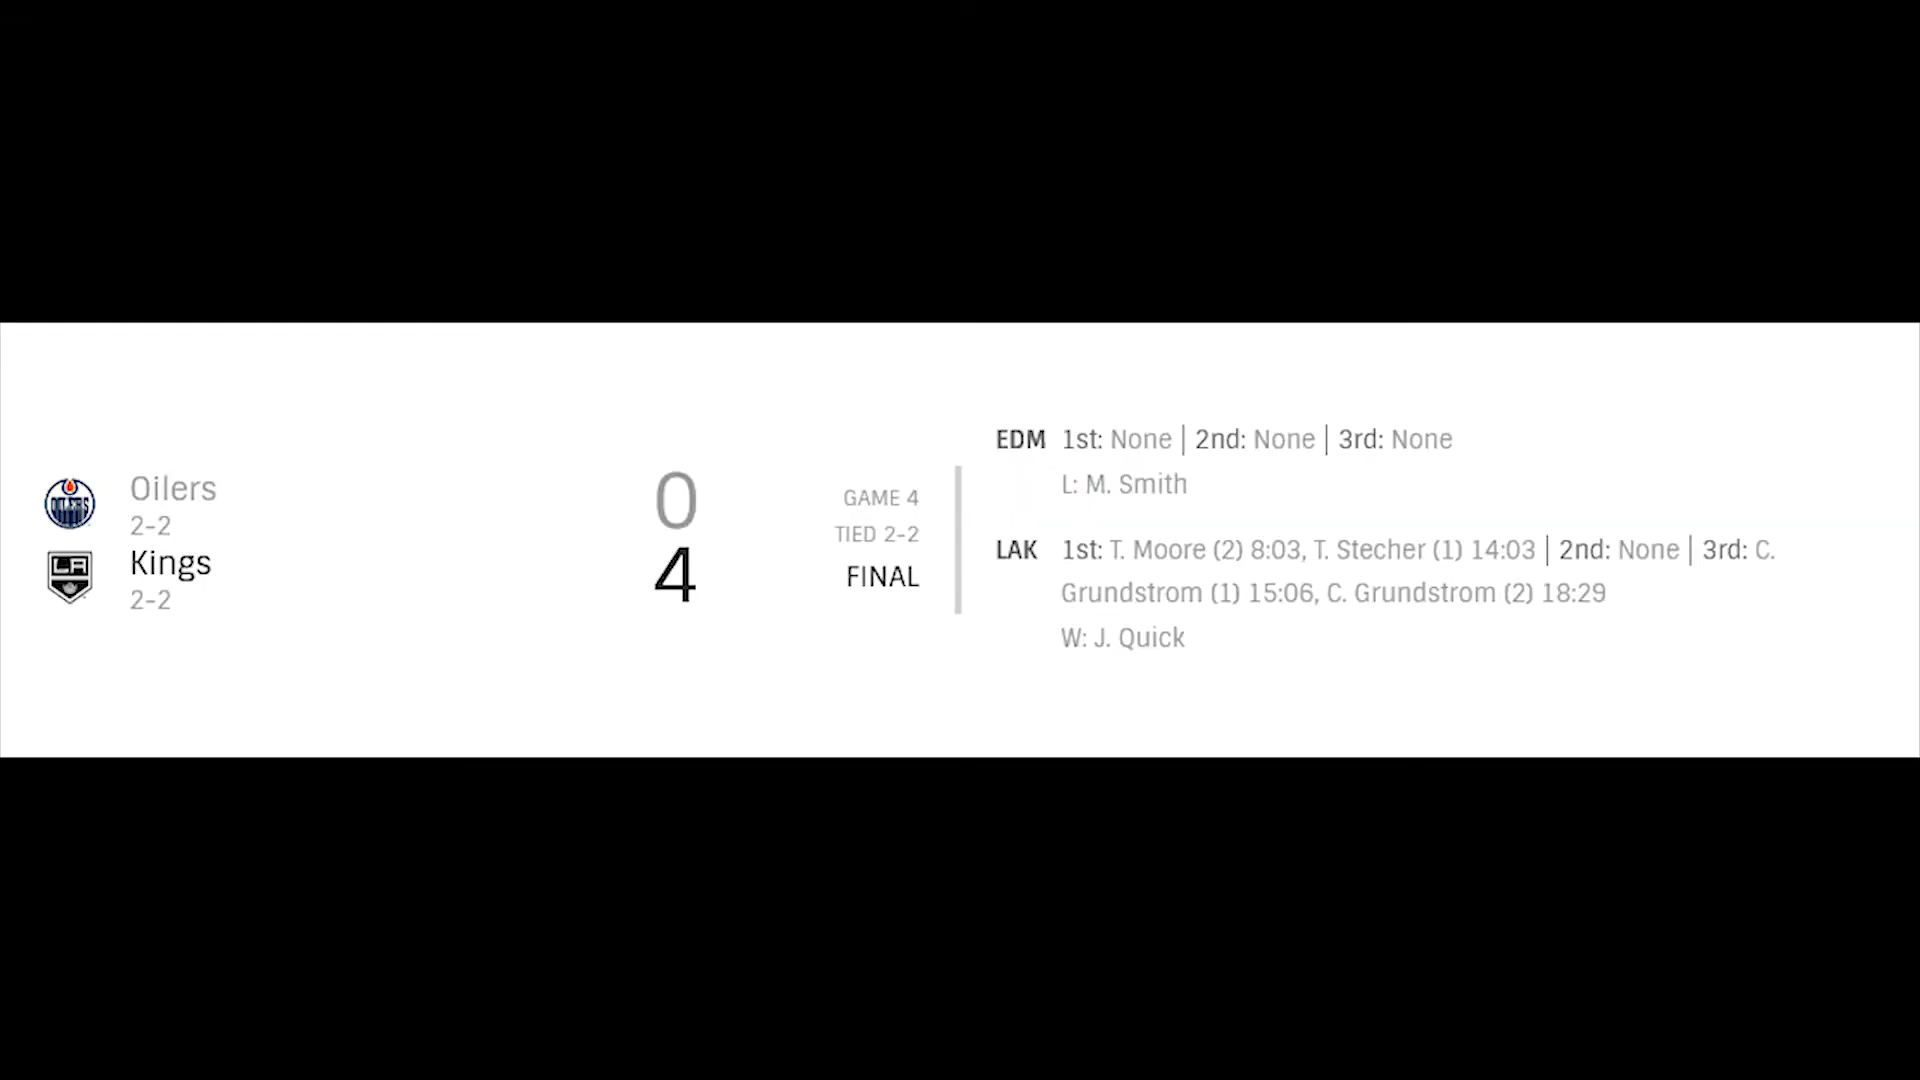 OILERS
Oilers
2-2
LA
Kings
2-2
0
4
GAME 4
TIED 2-2
FINAL
EDM 1st: None | 2nd: None | 3rd: None
L: M. Smith
LAK 1st: T. Moore (2) 8:03, T. Stecher (1) 14:03 | 2nd: None | 3rd: C.
Grundstrom (1) 15:06, C. Grundstrom (2) 18:29
W: J. Quick